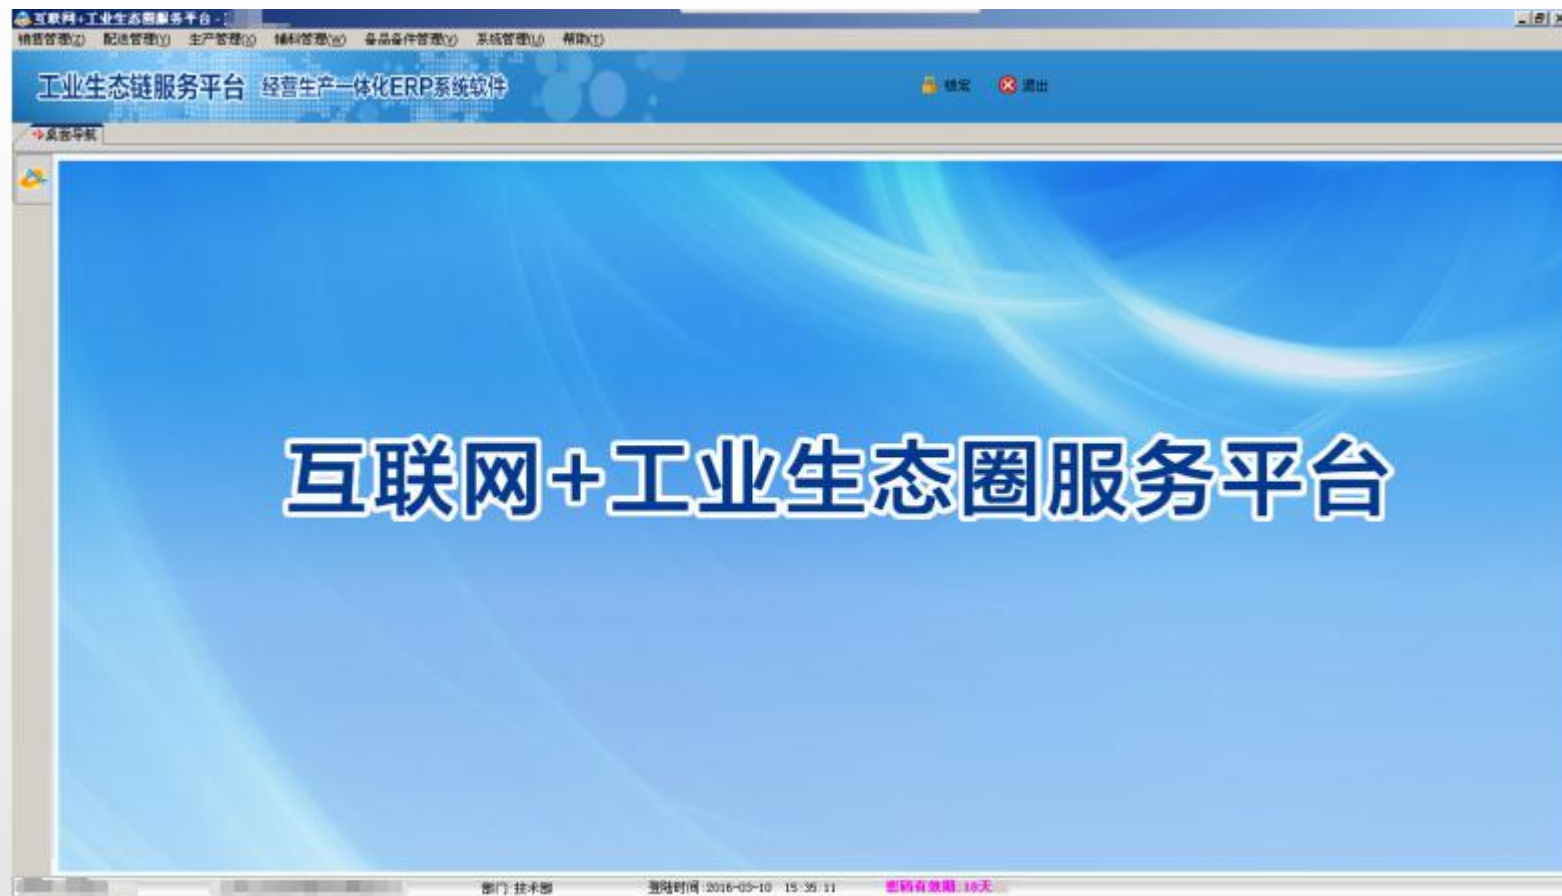 互联网+工业生态圈服务平台 -
销售管理(Z) 配送管理(Y) 生产管理(X) 辅料管理(W) 备品备件管理(V) 系统管理(U) 帮助(T)
工业生态链服务平台 经营生产一体化ERP系统软件 锁定 退出
桌面导航
互联网+工业生态圈服务平台
部门:技术部 登陆时间:2016-03-10 15:35:11 密码有效期:18天